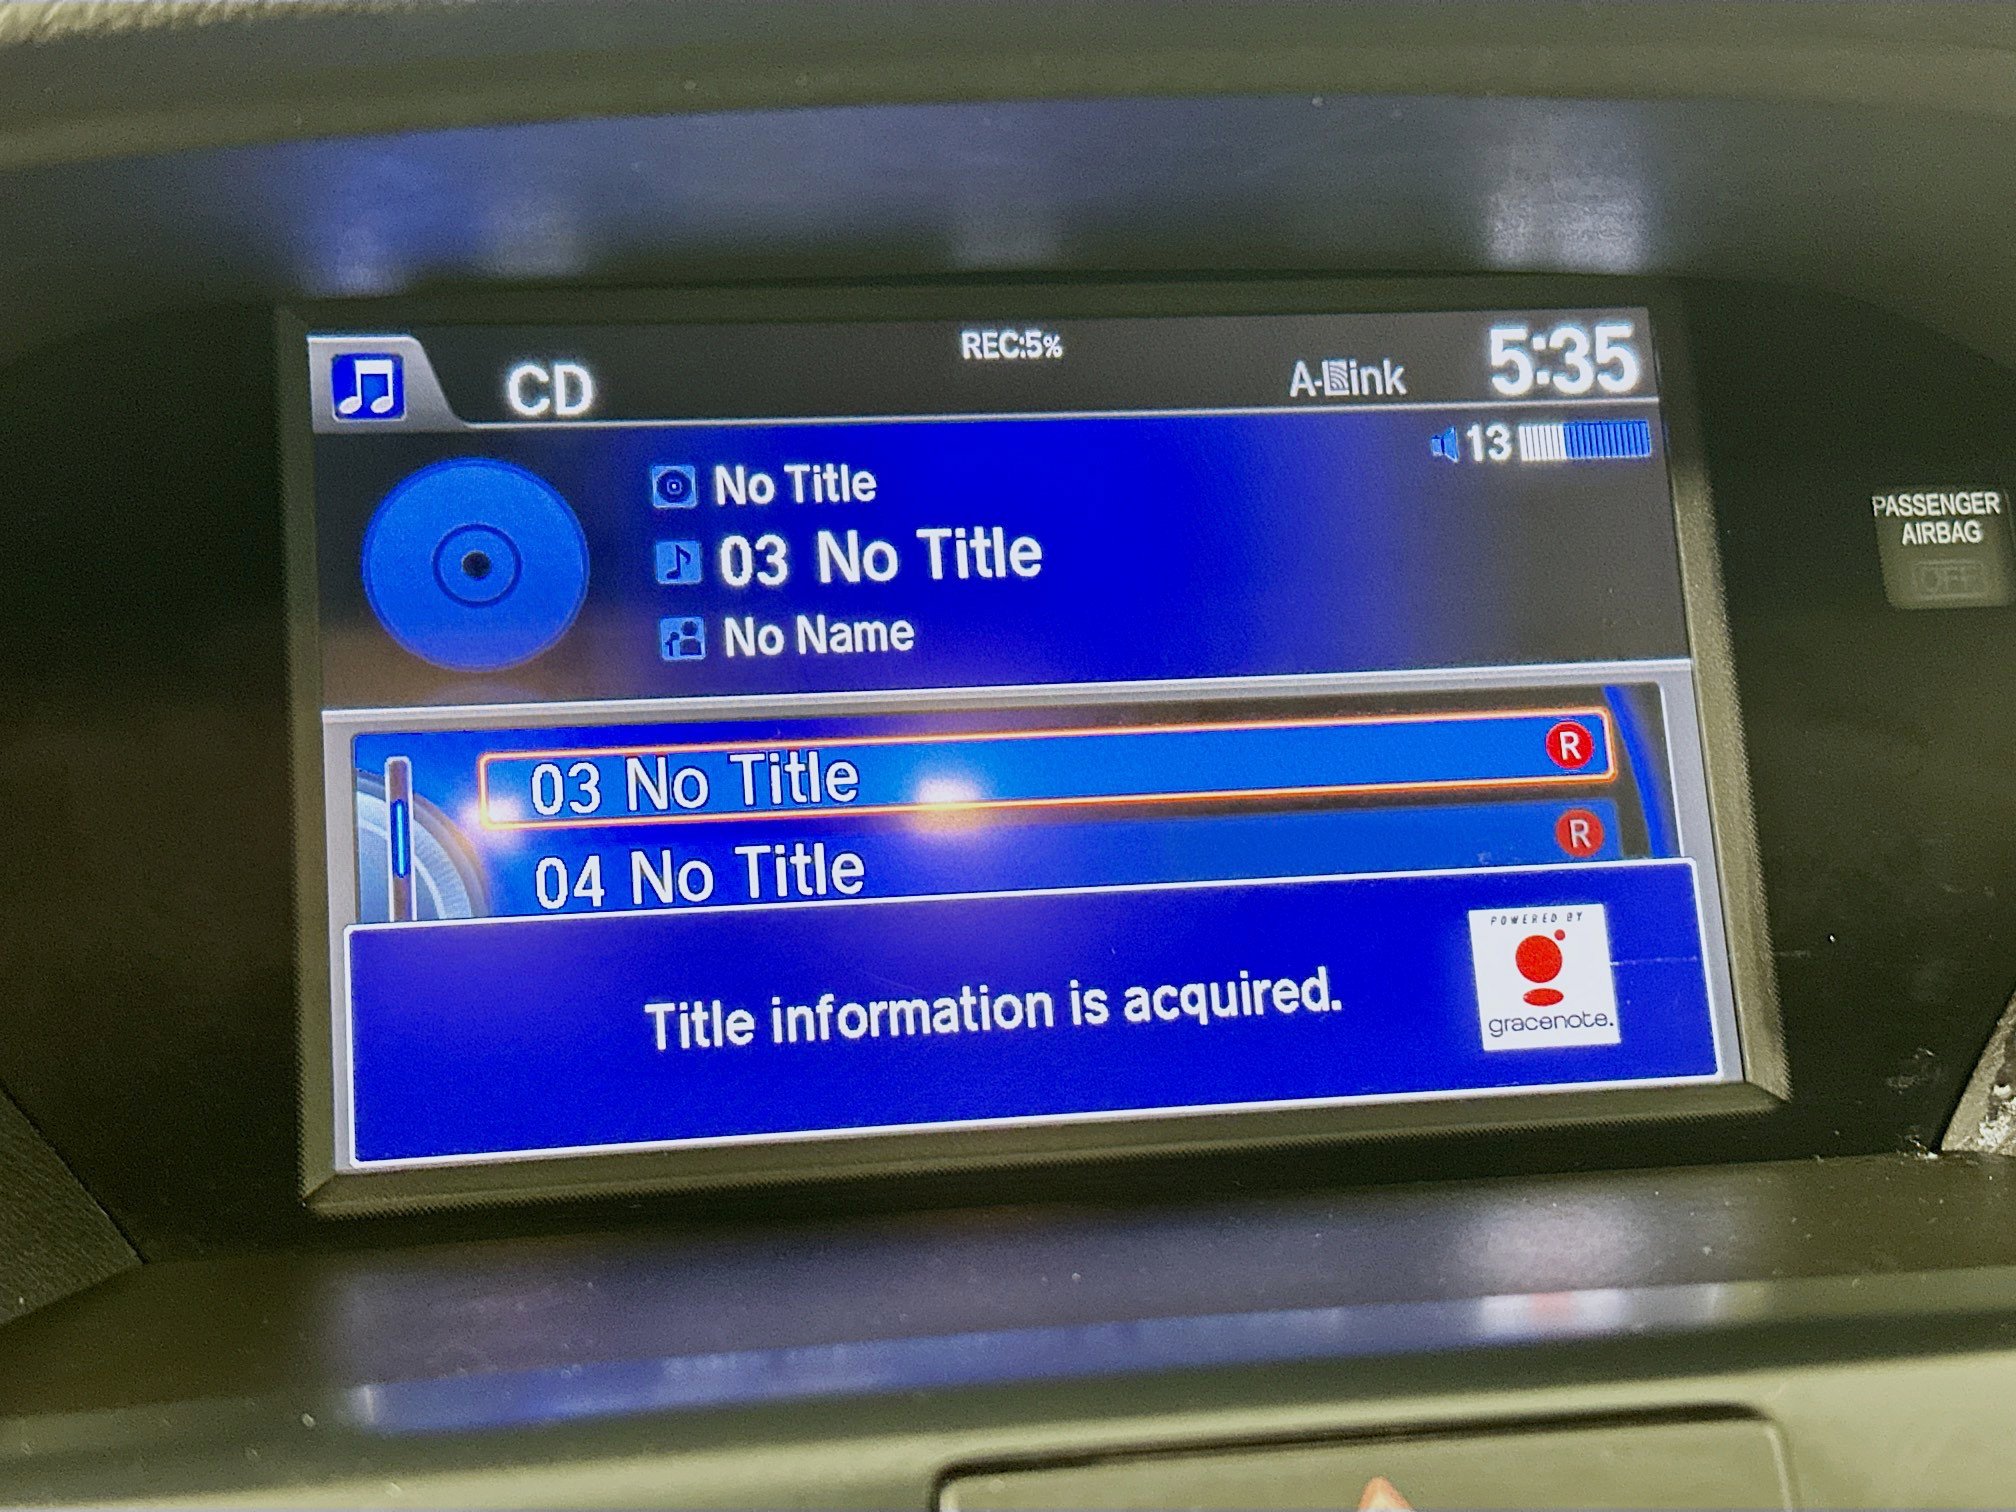 CD
REC:5%
A-Link
5:35
13
No Title
03 No Title
No Name
PASSENGER
AIRBAG
OFF
03 No Title
R
04 No Title
R
Title information is acquired.
POWERED BY
gracenote.